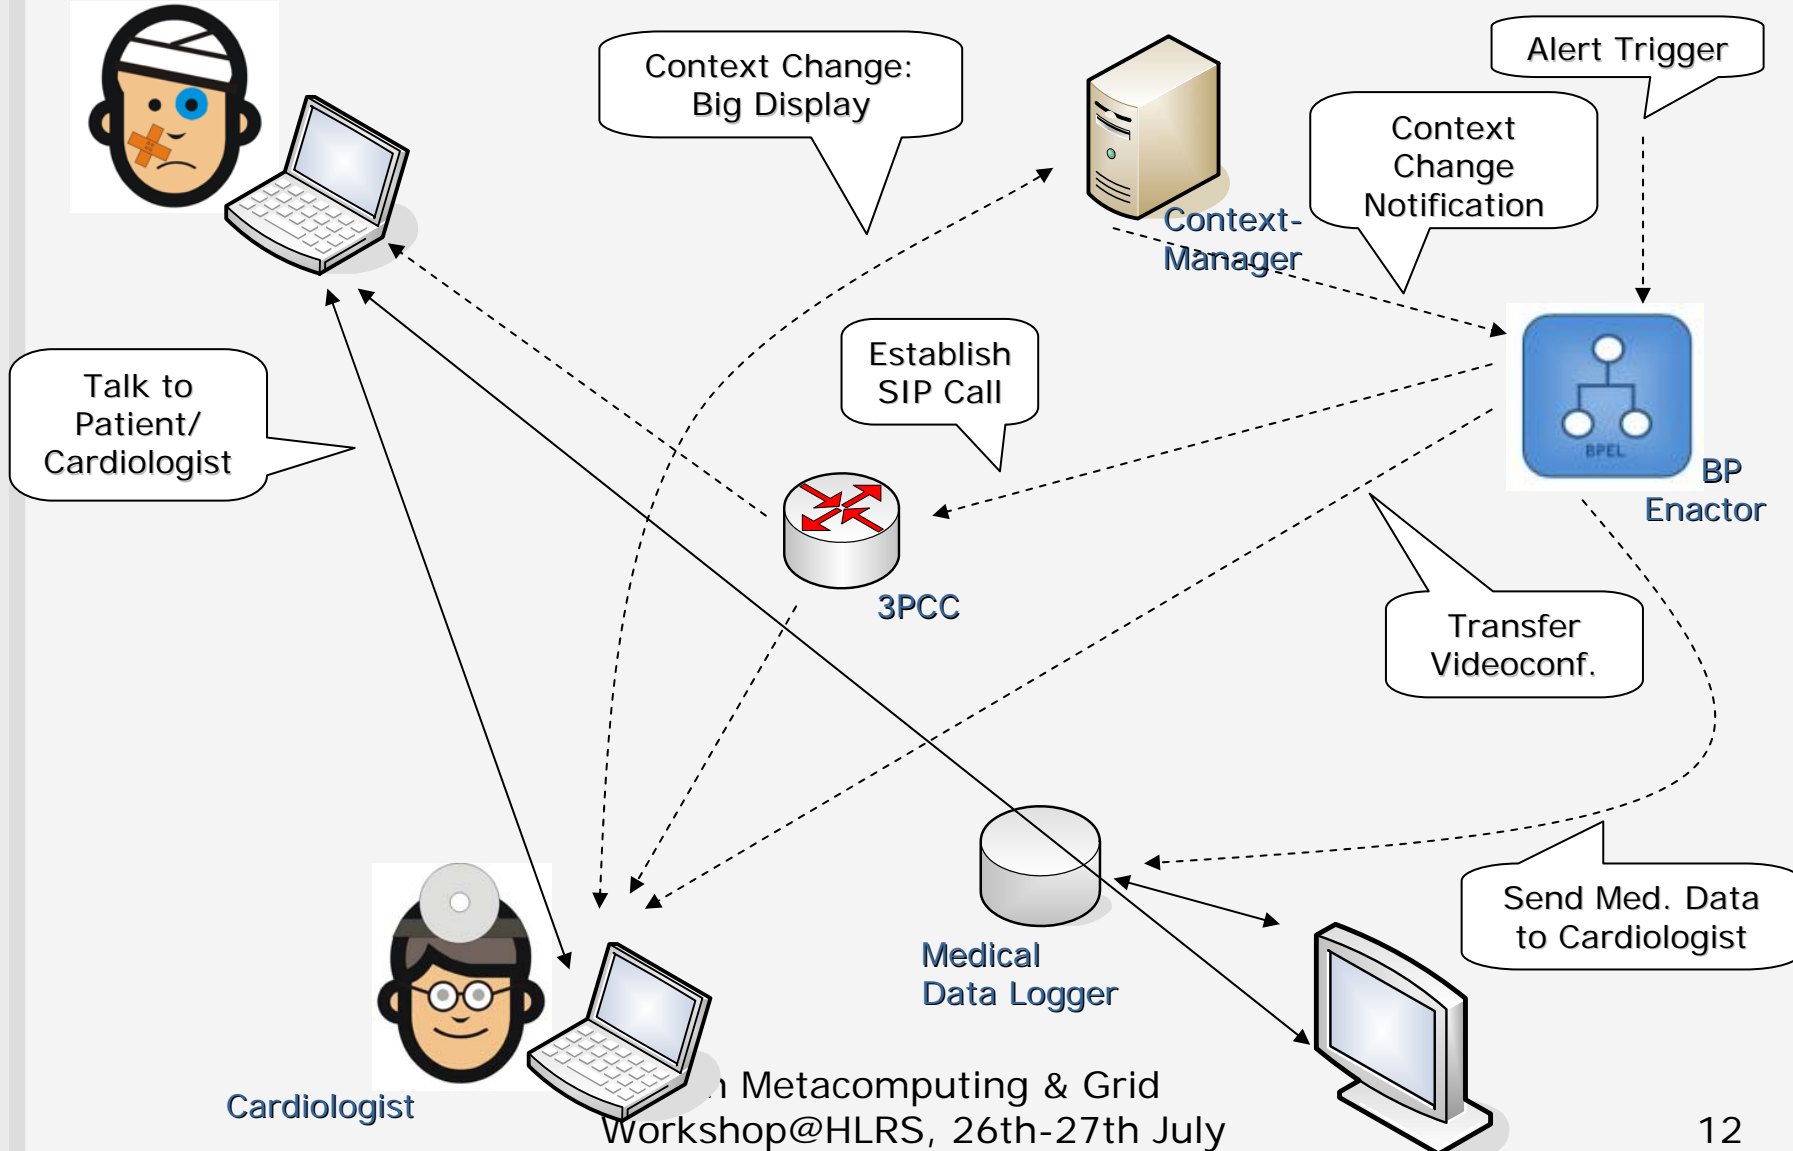 Context Change:
Big Display
Alert Trigger
Context
Change
Notification
Context-
Manager
Establish
SIP Call
Talk to
Patient/
Cardiologist
BPEL
BP
Enactor
3PCC
Transfer
Videoconf.
Send Med. Data
to Cardiologist
Medical
Data Logger
Cardiologist
Metacomputing & Grid
Workshop@HLRS, 26th-27th July
12